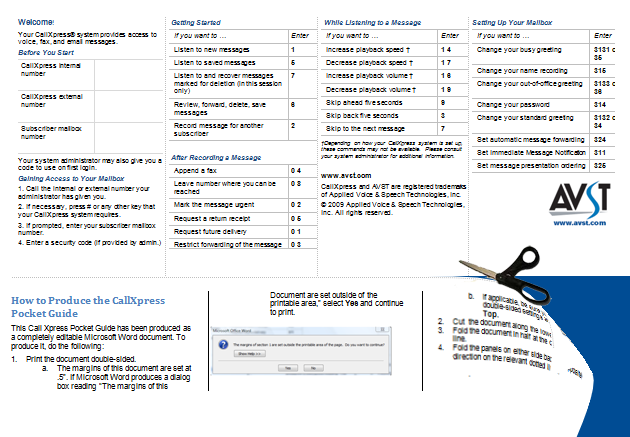 Welcome!
Your CallXpress® system provides access to
voice, fax, and email messages.
Before You Start
CallXpress internal
number
CallXpress external
number
Subscriber mailbox
number
Your system administrator may also give you a
code to use on first login.
Gaining Access to Your Mailbox
1. Call the internal or external number your
administrator has given you.
2. If necessary, press # or any other key that
your CallXpress system requires.
3. If prompted, enter your subscriber mailbox
number.
4. Enter a security code (if provided by admin.)
Getting Started
If you want to … Enter
Listen to new messages 1
Listen to saved messages 5
Listen to and recover messages
marked for deletion (in this session
only) 7
Review, forward, delete, save
messages 6
Record message for another
subscriber 2
After Recording a Message
Append a fax 0 4
Leave number where you can be
reached 0 8
Mark the message urgent 0 2
Request a return receipt 0 5
Request future delivery 0 1
Restrict forwarding of the message 0 3
While Listening to a Message
If you want to … Enter
Increase playback speed † 1 4
Decrease playback speed † 1 7
Increase playback volume † 1 6
Decrease playback volume † 1 9
Skip ahead five seconds 9
Skip back five seconds 3
Skip to the next message 7
†Depending on how your CallXpress system is set up,
these commands may not be available. Please consult
your system administrator for additional information.
www.avst.com
CallXpress and AVST are registered trademarks
of Applied Voice & Speech Technologies, Inc.
© 2009 Applied Voice & Speech Technologies,
Inc. All rights reserved.
Setting Up Your Mailbox
If you want to … Enter
Change your busy greeting 3131 o
35
Change your name recording 315
Change your out-of-office greeting 3133 o
36
Change your password 314
Change your standard greeting 3132 o
34
Set automatic message forwarding 324
Set Immediate Message Notification 311
Set message presentation ordering 325
AVST
www.avst.com
How to Produce the CallXpress
Pocket Guide
This Call Xpress Pocket Guide has been produced as
a completely editable Microsoft Word document. To
produce it, do the following:
1. Print the document double-sided.
a. The margins of this document are set at
.5". If Microsoft Word produces a dialog
box reading "The margins of this
Document are set outside of the
printable area," select Yes and continue
to print.
Microsoft Office Word
The margins of section 1 are set outside the printable area of the page. Do you want to continue?
Show Help >>
Yes No
b. If applicable, be sure
double-sided settings
Top.
2. Cut the document along the
3. Fold the document in half at the
line.
4. Fold the panels on either side
direction on the relevant dotted